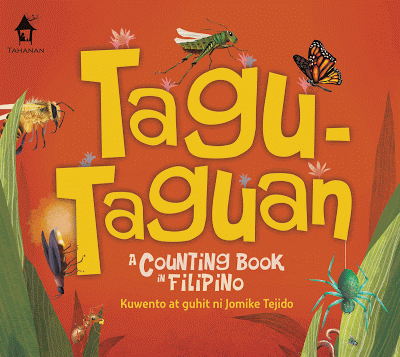 TAHANAN
Tagu-
Taguan
A COUNTING BOOK
IN FILIPINO
Kuwento at guhit ni Jomike Tejido